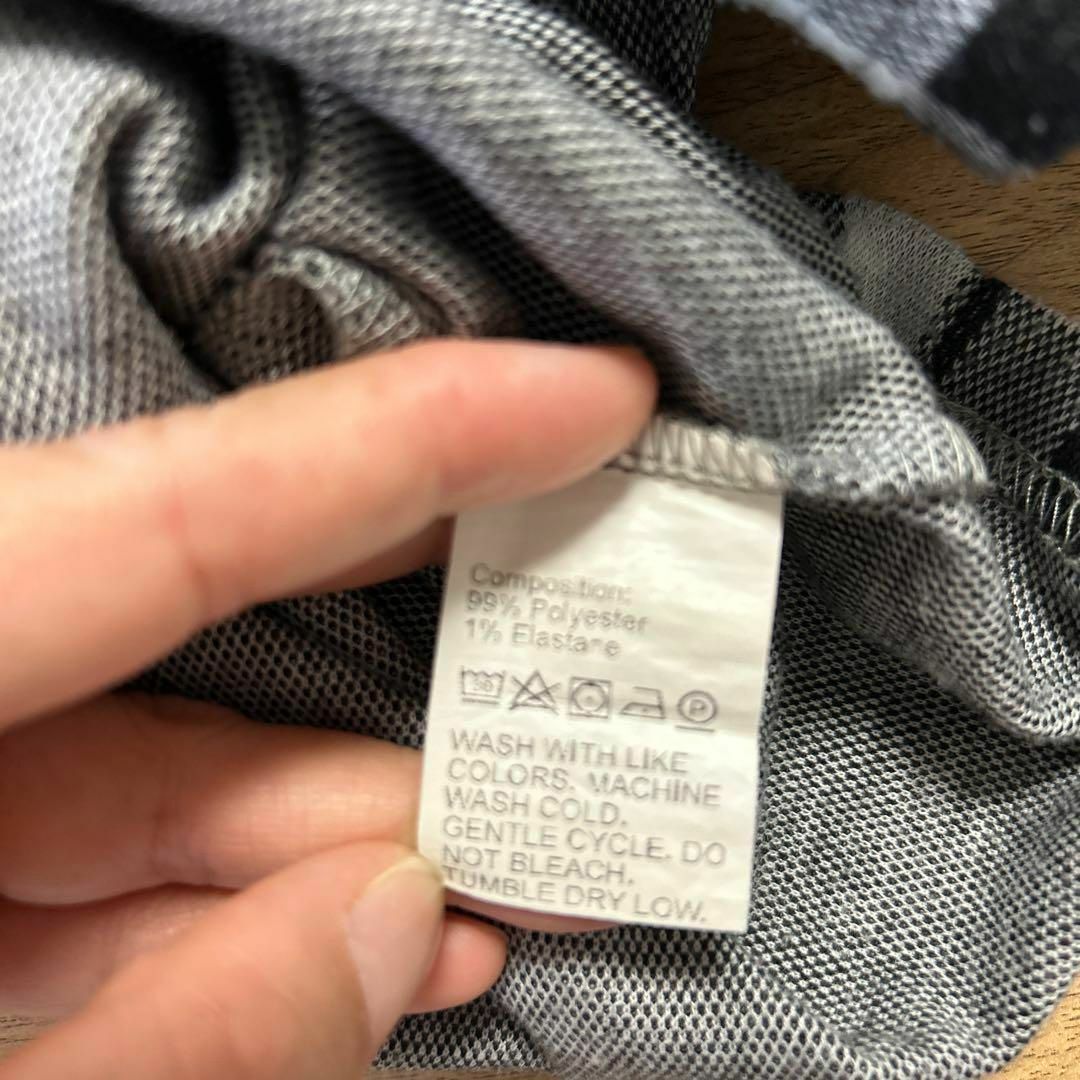 Composition:
99% Polyester
1% Elastane
30 P
WASH WITH LIKE
COLORS. MACHINE
WASH COLD.
GENTLE CYCLE. DO
NOT BLEACH.
TUMBLE DRY LOW.